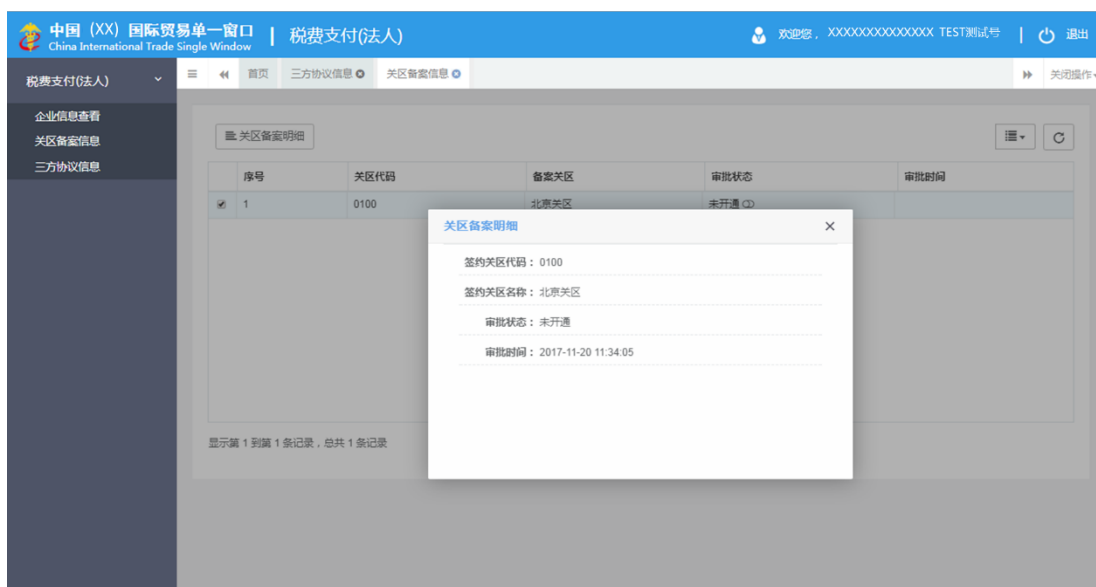 中国（XX）国际贸易单一窗口 | 税费支付(法人)
China International Trade Single Window
欢迎您， XXXXXXXXXXXXXX TEST测试号 | 退出
税费支付(法人)
首页 三方协议信息 关区备案信息 关闭操作
企业信息查看
关区备案信息
三方协议信息
关区备案明细
序号 关区代码 备案关区 审批状态 审批时间
1 0100 北京关区 未开通
关区备案明细
签约关区代码： 0100
签约关区名称： 北京关区
审批状态： 未开通
审批时间： 2017-11-20 11:34:05
显示第 1 到第 1 条记录，总共 1 条记录